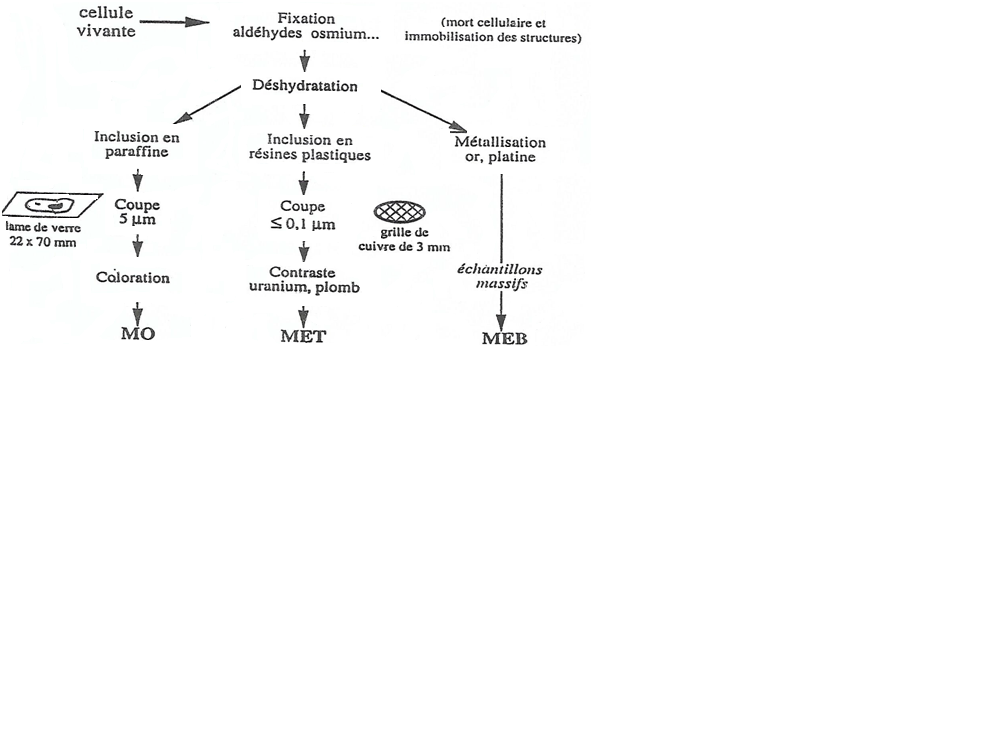 cellule
vivante
Fixation
aldéhydes osmium...
(mort cellulaire et
immobilisation des structures)
Déshydratation
Inclusion en
paraffine
Inclusion en
résines plastiques
Métallisation
or, platine
lame de verre
22 x 70 mm
Coupe
5 µm
Coupe
≤ 0,1 µm
grille de
cuivre de 3 mm
Coloration
Contraste
uranium, plomb
échantillons
massifs
MO
MET
MEB